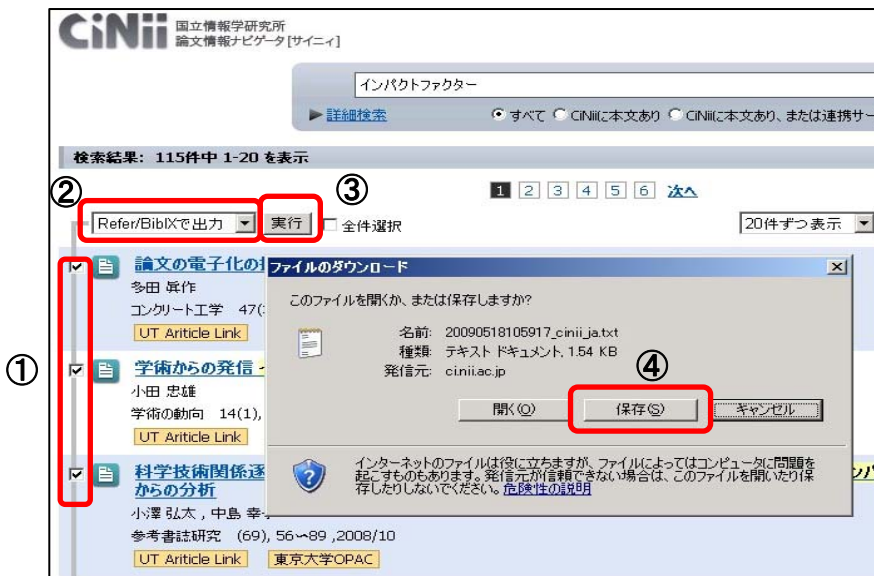 CiNii 国立情報学研究所
論文情報ナビゲータ[サイニィ]
インパクトファクター
▶詳細検索 すべて CiNiiに本文あり CiNiiに本文あり、または連携サー
検索結果: 115件中 1-20 を表示
② ③ 1 2 3 4 5 6 次へ
Refer/BibIXで出力 実行 全件選択 20件ずつ表示
論文の電子化の
多田 眞作
コンクリート工学 47(
UT Ariticle Link
①
学術からの発信
小田 忠雄
学術の動向 14(1),
UT Ariticle Link
科学技術関係逐
からの分析
小澤 弘太 , 中島 幸
参考書誌研究 (69), 56〜89 ,2008/10
UT Ariticle Link 東京大学OPAC
ファイルのダウンロード
このファイルを開くか、または保存しますか?
名前: 20090518105917_cinii_ja.txt
種類: テキスト ドキュメント, 1.54 KB
発信元: cinii.ac.jp
④
開く(O) 保存(S) キャンセル
インターネットのファイルは役に立ちますが、ファイルによってはコンピュータに問題を
起こすものもあります。発信元が信頼できない場合は、このファイルを開いたり保
存したりしないでください。危険性の説明